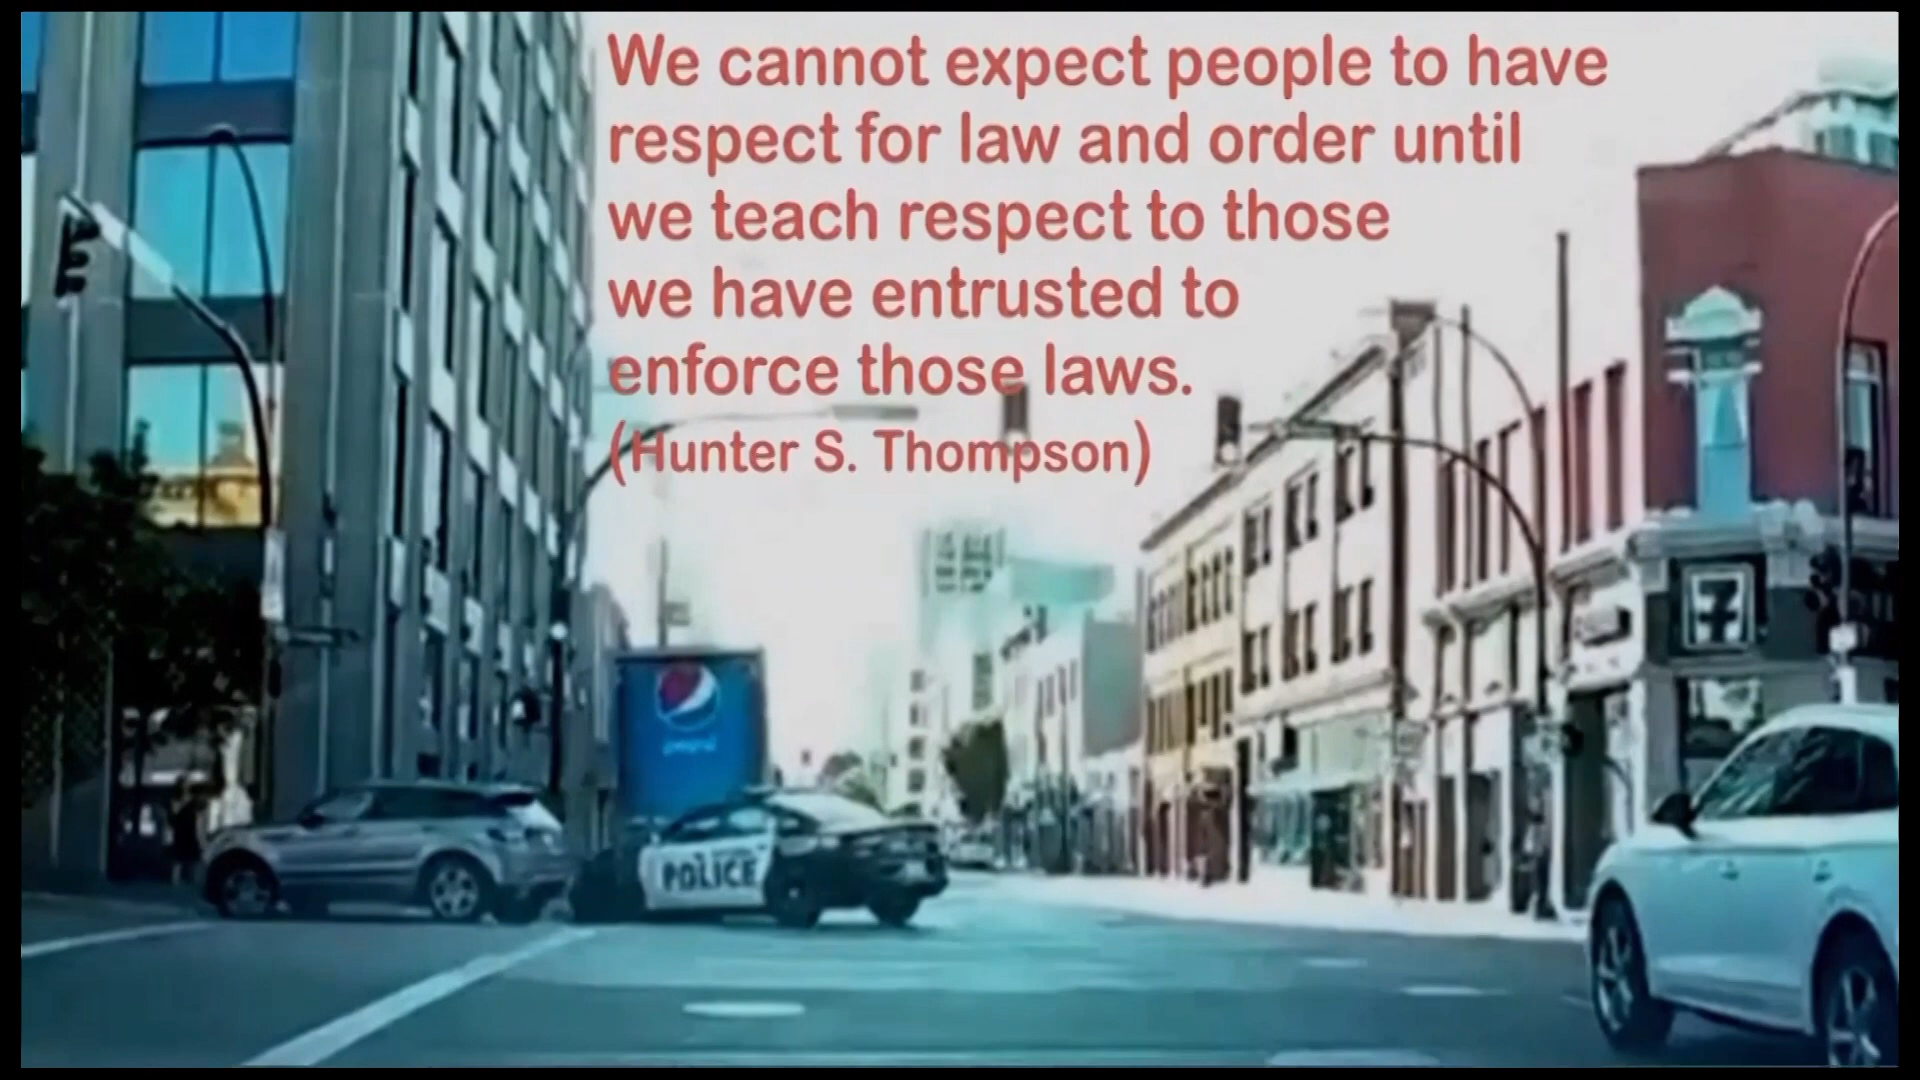 We cannot expect people to have
respect for law and order until
we teach respect to those
we have entrusted to
enforce those laws.
(Hunter S. Thompson)
pepsi
POLICE
7